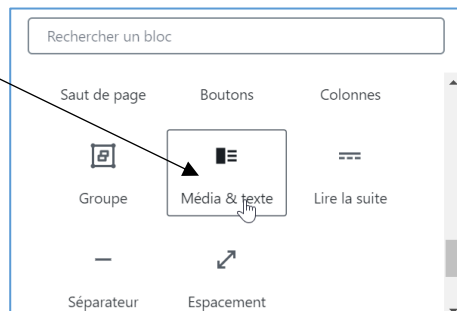 Rechercher un bloc
Saut de page Boutons Colonnes
Groupe Média & texte Lire la suite
Séparateur Espacement